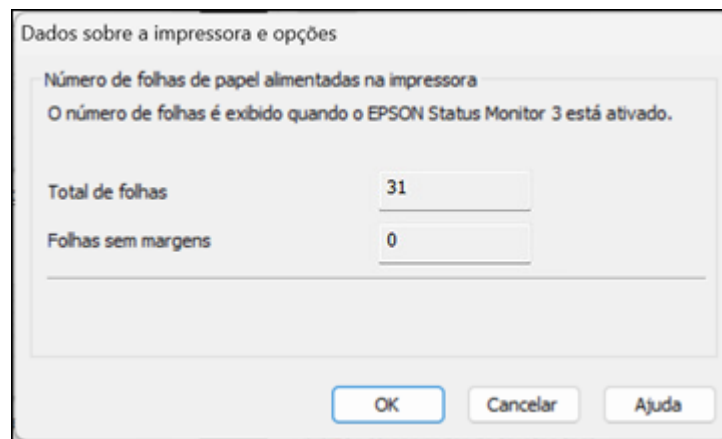 Dados sobre a impressora e opções
Número de folhas de papel alimentadas na impressora
O número de folhas é exibido quando o EPSON Status Monitor 3 está ativado.
Total de folhas 31
Folhas sem margens 0
OK Cancelar Ajuda